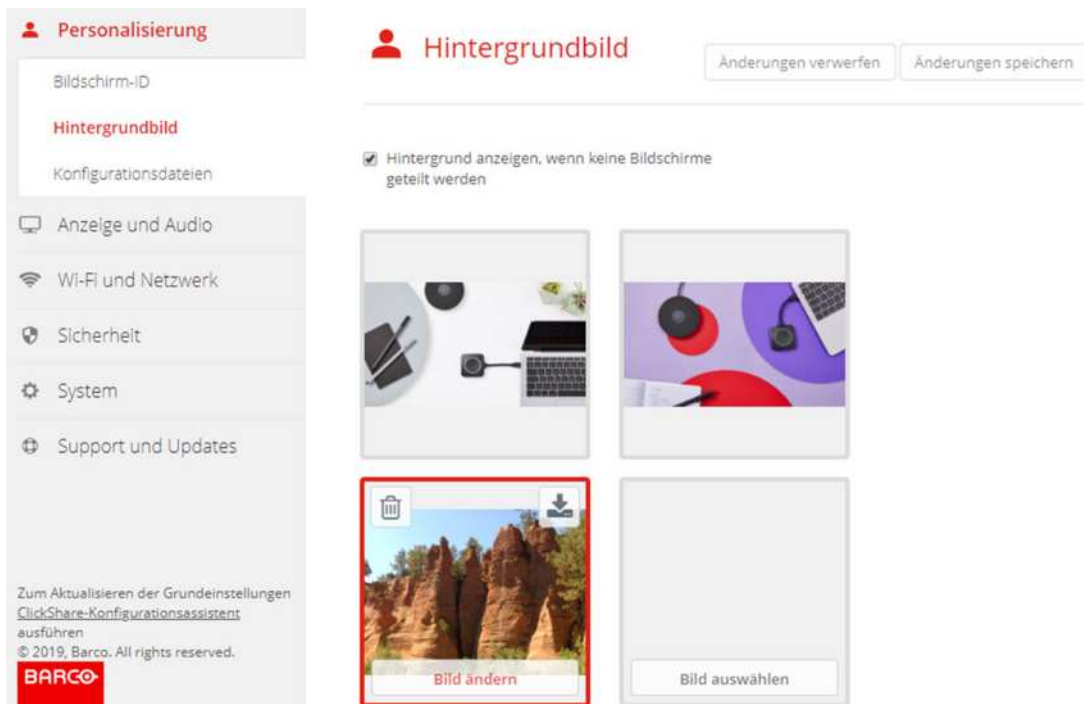 Personalisierung
Bildschirm-ID
Hintergrundbild
Konfigurationsdateien
Anzeige und Audio
Wi-Fi und Netzwerk
Sicherheit
System
Support und Updates
Zum Aktualisieren der Grundeinstellungen
ClickShare-Konfigurationsassistent
ausführen
© 2019, Barco. All rights reserved.
BARCO
Hintergrundbild
Änderungen verwerfen
Änderungen speichern
Hintergrund anzeigen, wenn keine Bildschirme
geteilt werden
Bild ändern
Bild auswählen